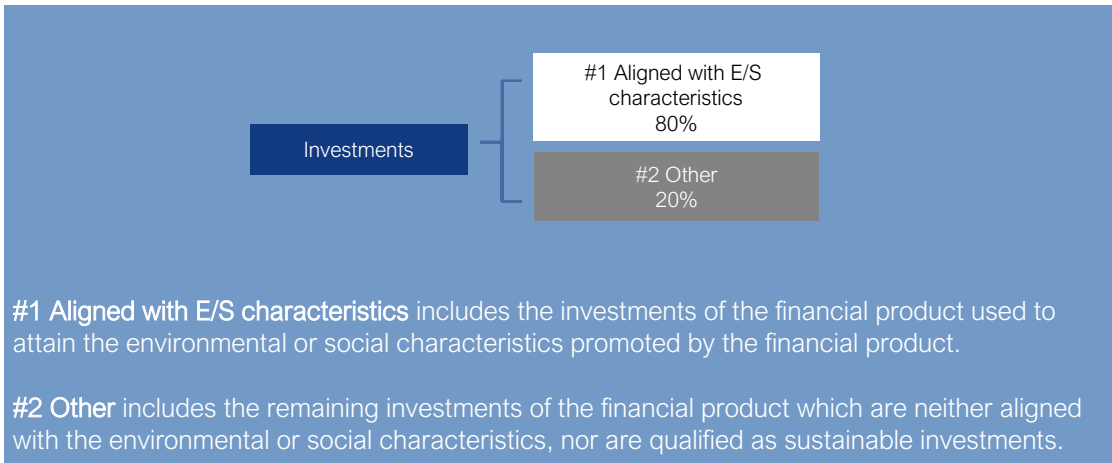 #1 Aligned with E/S
characteristics
80%
Investments
#2 Other
20%
#1 Aligned with E/S characteristics includes the investments of the financial product used to
attain the environmental or social characteristics promoted by the financial product.
#2 Other includes the remaining investments of the financial product which are neither aligned
with the environmental or social characteristics, nor are qualified as sustainable investments.